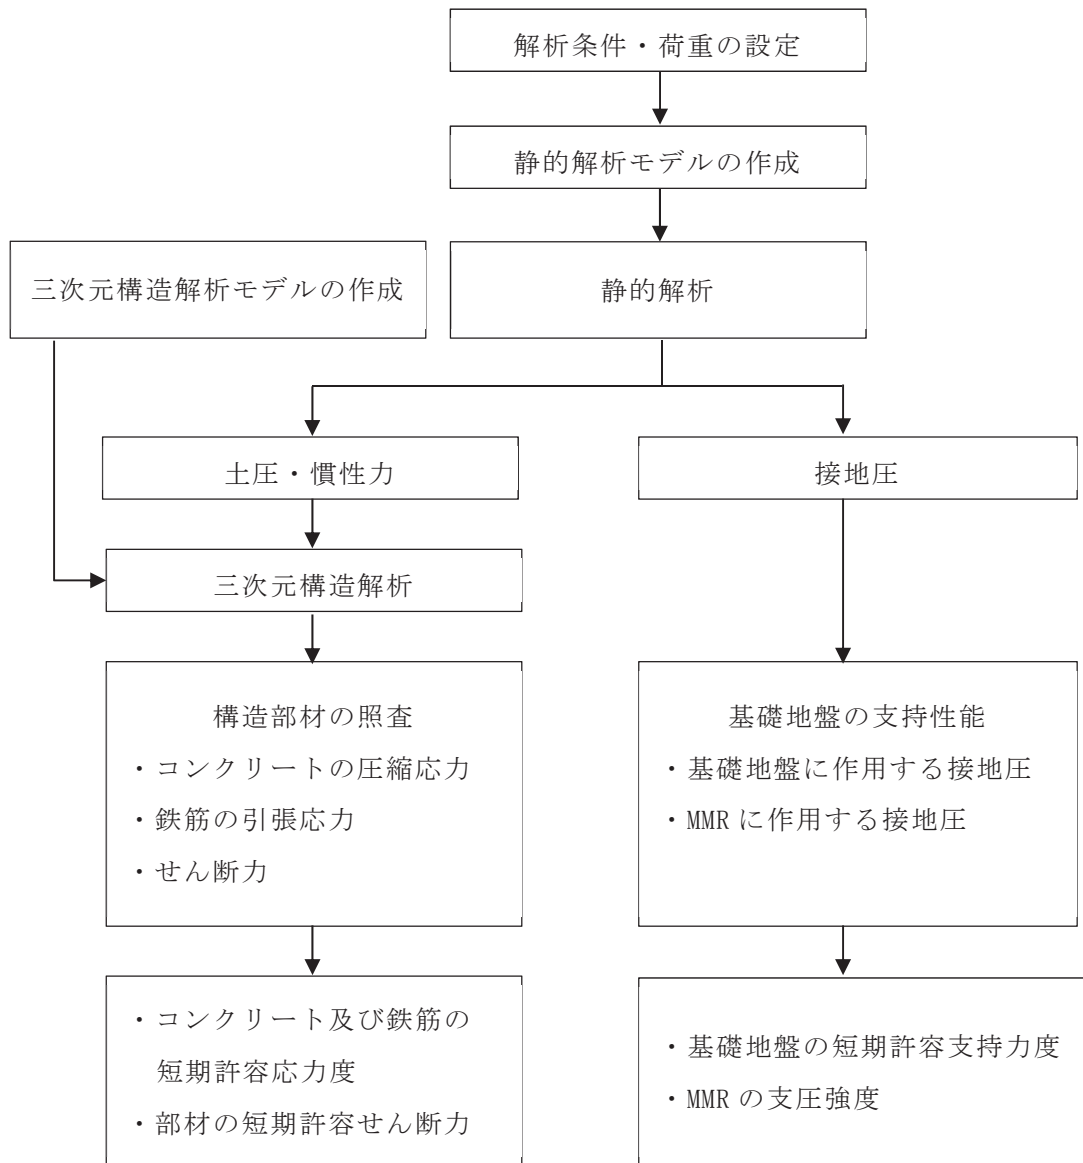 解析条件・荷重の設定
静的解析モデルの作成
三次元構造解析モデルの作成
静的解析
土圧・慣性力
接地圧
三次元構造解析
構造部材の照査
・コンクリートの圧縮応力
・鉄筋の引張応力
・せん断力
基礎地盤の支持性能
・基礎地盤に作用する接地圧
・MMR に作用する接地圧
・コンクリート及び鉄筋の
短期許容応力度
・部材の短期許容せん断力
・基礎地盤の短期許容支持力度
・MMR の支圧強度